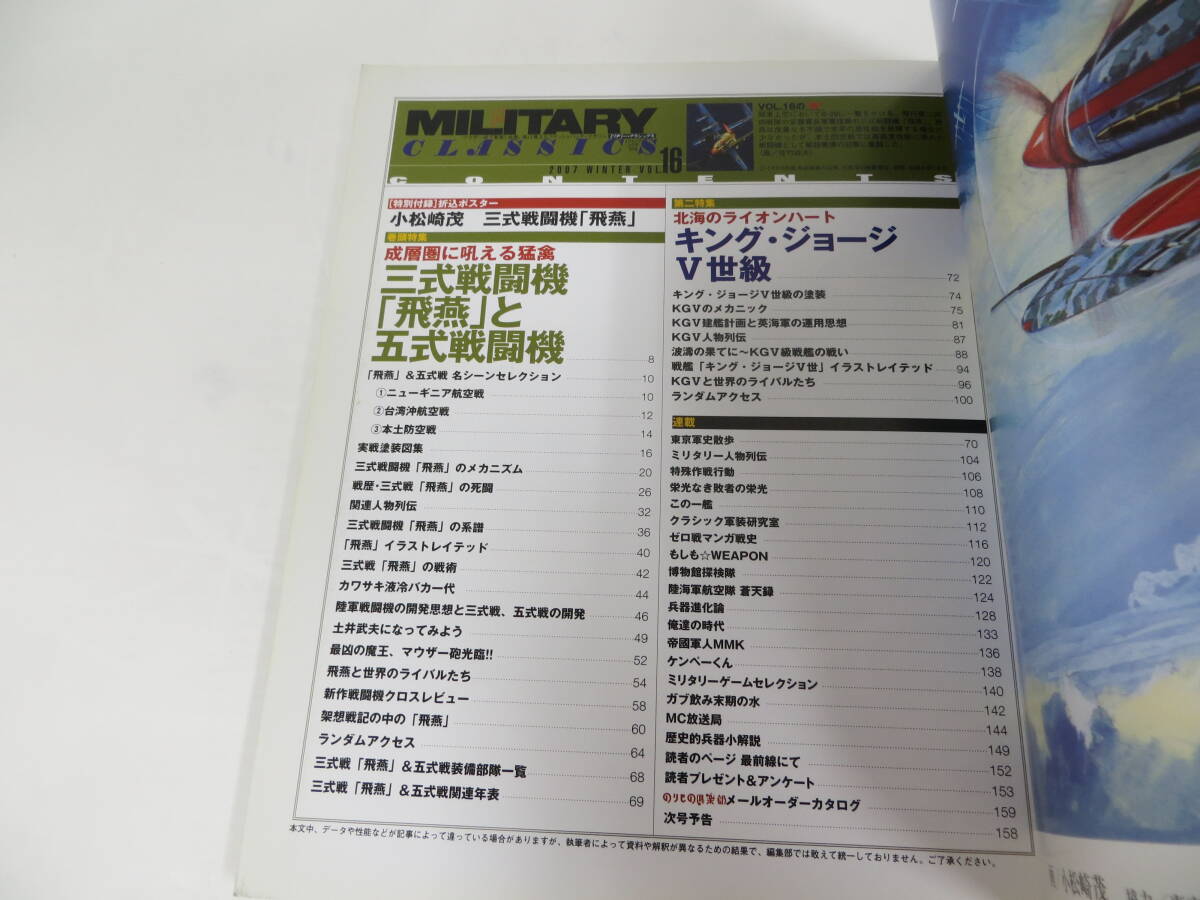 MILITARY
CLASSICS
ミリタリー・クラシックス
2007 WINTER VOL.16
VOL.16の
CONTENTS
[特別付録]折込ポスター
小松崎茂 三式戦闘機「飛燕」
巻頭特集
成層圏に吼える猛禽
三式戦闘機
「飛燕」と
五式戦闘機 8
「飛燕」&五式戦 名シーンセレクション 10
①ニューギニア航空戦 10
②台湾沖航空戦 12
③本土防空戦 14
実戦塗装図集 16
三式戦闘機「飛燕」のメカニズム 20
戦歴・三式戦「飛燕」の死闘 26
関連人物列伝 32
三式戦闘機「飛燕」の系譜 36
「飛燕」イラストレイテッド 40
三式戦「飛燕」の戦術 42
カワサキ液冷バカ一代 44
陸軍戦闘機の開発思想と三式戦、五式戦の開発 46
土井武夫になってみよう 49
最凶の魔王、マウザー砲光臨!! 52
飛燕と世界のライバルたち 54
新作戦闘機クロスレビュー 58
架想戦記の中の「飛燕」 60
ランダムアクセス 64
三式戦「飛燕」&五式戦装備部隊一覧 68
三式戦「飛燕」&五式戦関連年表 69
第二特集
北海のライオンハート
キング・ジョージ
V世級 72
キング・ジョージV世級の塗装 74
KGVのメカニック 75
KGV建艦計画と英海軍の運用思想 81
KGV人物列伝 87
波濤の果てに〜KGV級戦艦の戦い 88
戦艦「キング・ジョージV世」イラストレイテッド 94
KGVと世界のライバルたち 96
ランダムアクセス 100
連載
東京軍史散歩 70
ミリタリー人物列伝 104
特殊作戦行動 106
栄光なき敗者の栄光 108
この一艦 110
クラシック軍装研究室 112
ゼロ戦マンガ戦史 116
もしも☆WEAPON 120
博物館探検隊 122
陸海軍航空隊 蒼天録 124
兵器進化論 128
俺達の時代 133
帝國軍人MMK 136
ケンペーくん 138
ミリタリーゲームセレクション 140
ガブ飲み末期の水 142
MC放送局 144
歴史的兵器小解説 149
読者のページ 最前線にて 152
読者プレゼント&アンケート 153
メールオーダーカタログ 159
次号予告 158
本文中、データや性能などが記事によって違っている場合がありますが、執筆者によって資料や解釈が異なるための結果で、編集部では敢えて統一しておりません。ご了承ください。
画/小松崎茂